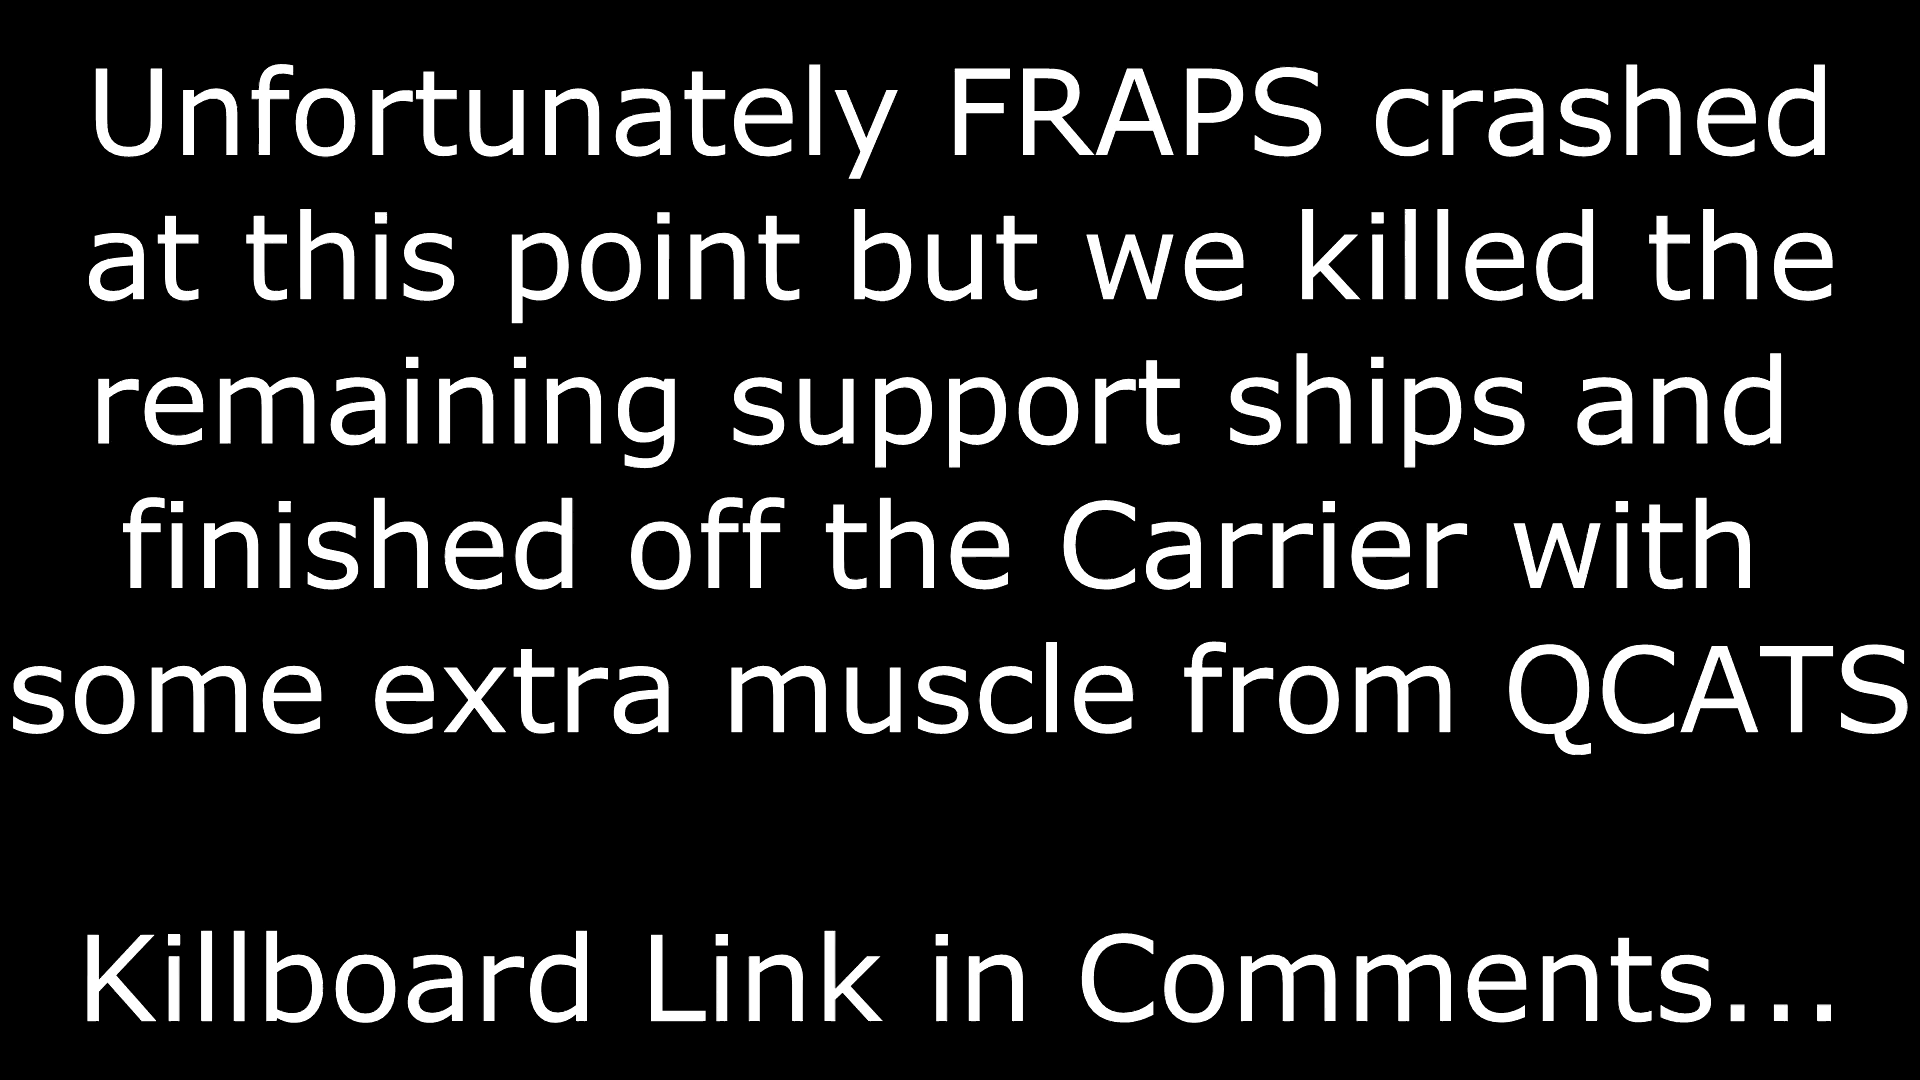 Unfortunately FRAPS crashed
at this point but we killed the
remaining support ships and
finished off the Carrier with
some extra muscle from QCATS
Killboard Link in Comments...